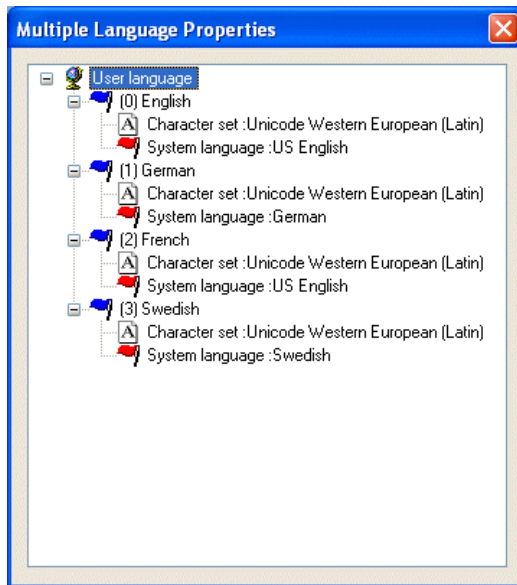 Multiple Language Properties
User language
(0) English
Character set :Unicode Western European (Latin)
System language :US English
(1) German
Character set :Unicode Western European (Latin)
System language :German
(2) French
Character set :Unicode Western European (Latin)
System language :US English
(3) Swedish
Character set :Unicode Western European (Latin)
System language :Swedish